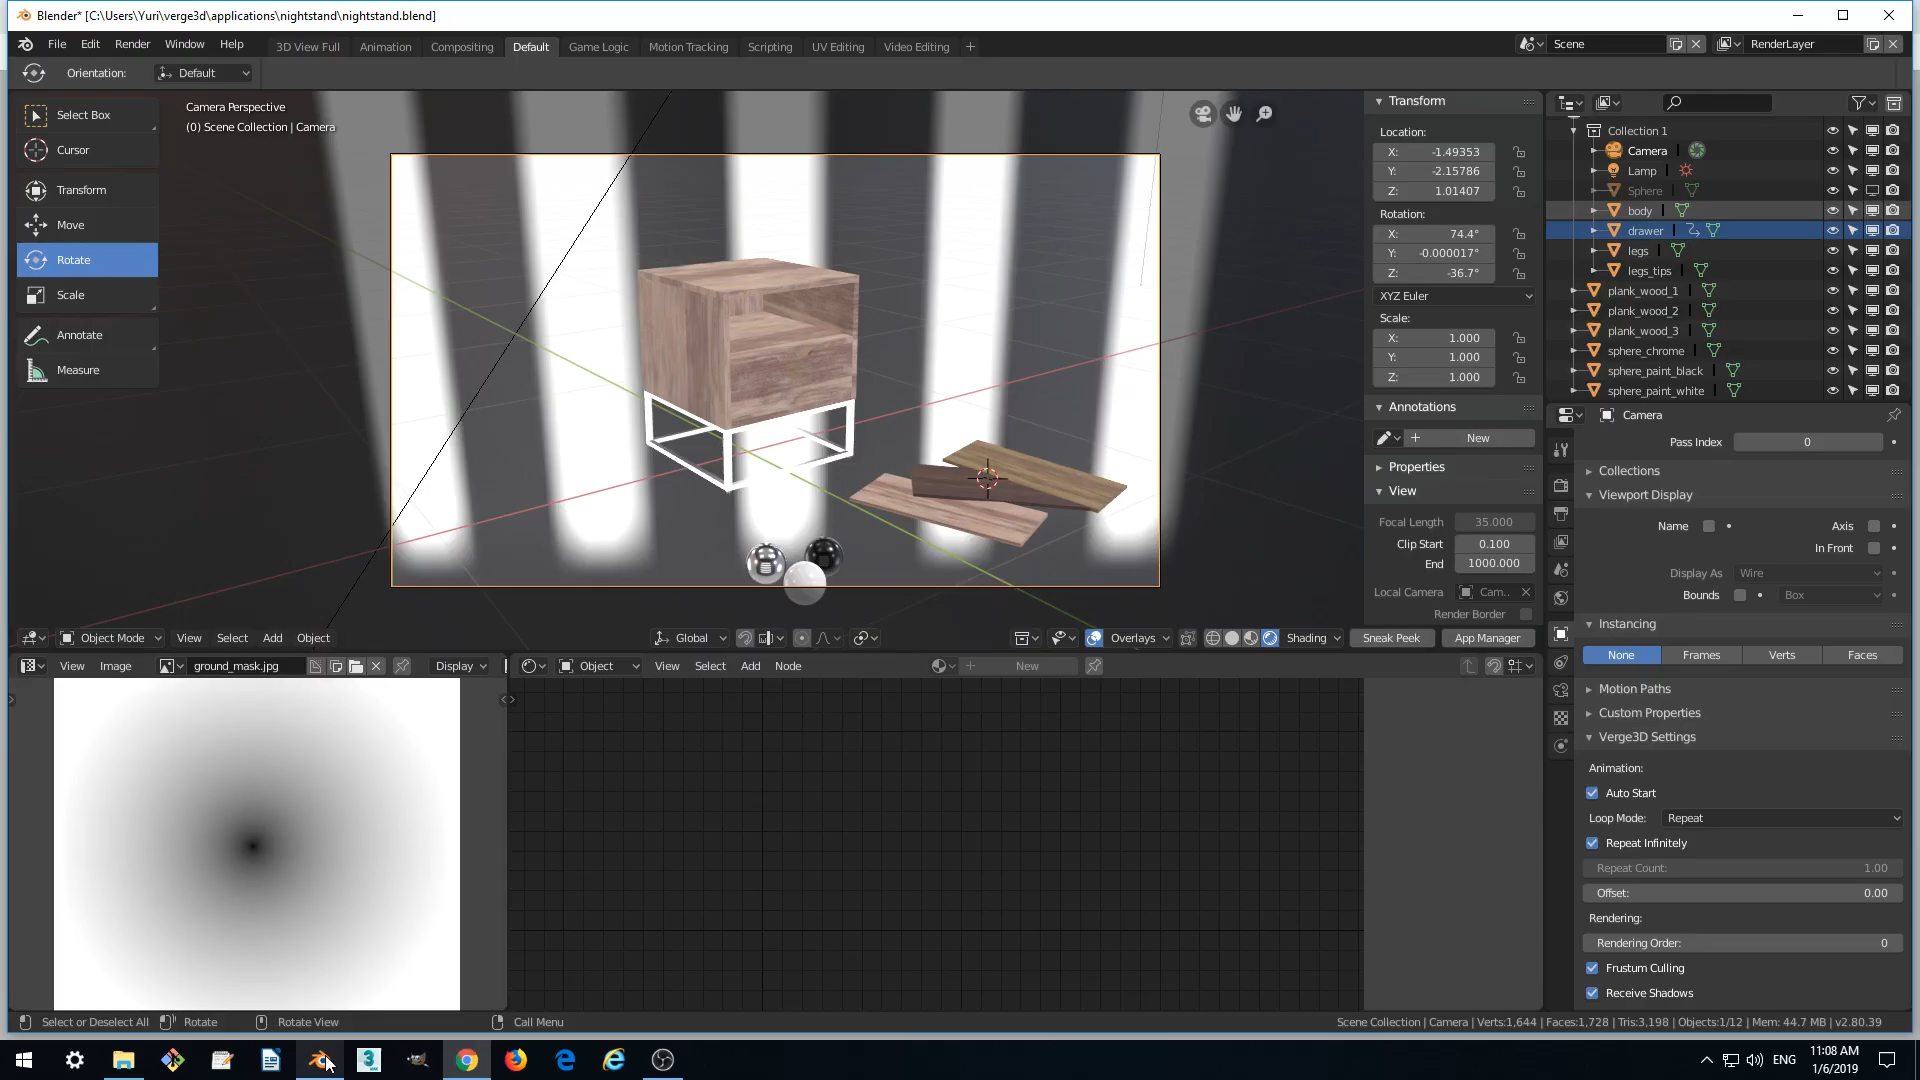 Blender* [C:\Users\Yuri\verge3d\applications\nightstand\nightstand.blend]
File Edit Render Window Help 3D View Full Animation Compositing Default Game Logic Motion Tracking Scripting UV Editing Video Editing + Scene RenderLayer
Orientation: Default
Select Box
Cursor
Transform
Move
Rotate
Scale
Annotate
Measure
Camera Perspective
(0) Scene Collection | Camera
Transform
Location:
X: -1.49353
Y: -2.15786
Z: 1.01407
Rotation:
X: 74.4°
Y: -0.000017°
Z: -36.7°
XYZ Euler
Scale:
X: 1.000
Y: 1.000
Z: 1.000
Annotations
+ New
Properties
View
Focal Length 35.000
Clip Start 0.100
End 1000.000
Local Camera Cam..
Render Border
Collection 1
Camera
Lamp
Sphere
body
drawer
legs
legs_tips
plank_wood_1
plank_wood_2
plank_wood_3
sphere_chrome
sphere_paint_black
sphere_paint_white
Camera
Pass Index 0
Collections
Viewport Display
Name Axis
In Front
Display As Wire
Bounds Box
Instancing
None Frames Verts Faces
Motion Paths
Custom Properties
Verge3D Settings
Animation:
Auto Start
Loop Mode: Repeat
Repeat Infinitely
Repeat Count: 1.00
Offset: 0.00
Rendering:
Rendering Order: 0
Frustum Culling
Receive Shadows
Object Mode View Select Add Object Global Overlays Shading Sneak Peek App Manager
View Image ground_mask.jpg Display Object View Select Add Node + New
Select or Deselect All Rotate Rotate View Call Menu Scene Collection | Camera | Verts:1,644 | Faces:1,728 | Tris:3,198 | Objects:1/12 | Mem: 44.7 MB | v2.80.39
3
ENG
11:08 AM
1/6/2019